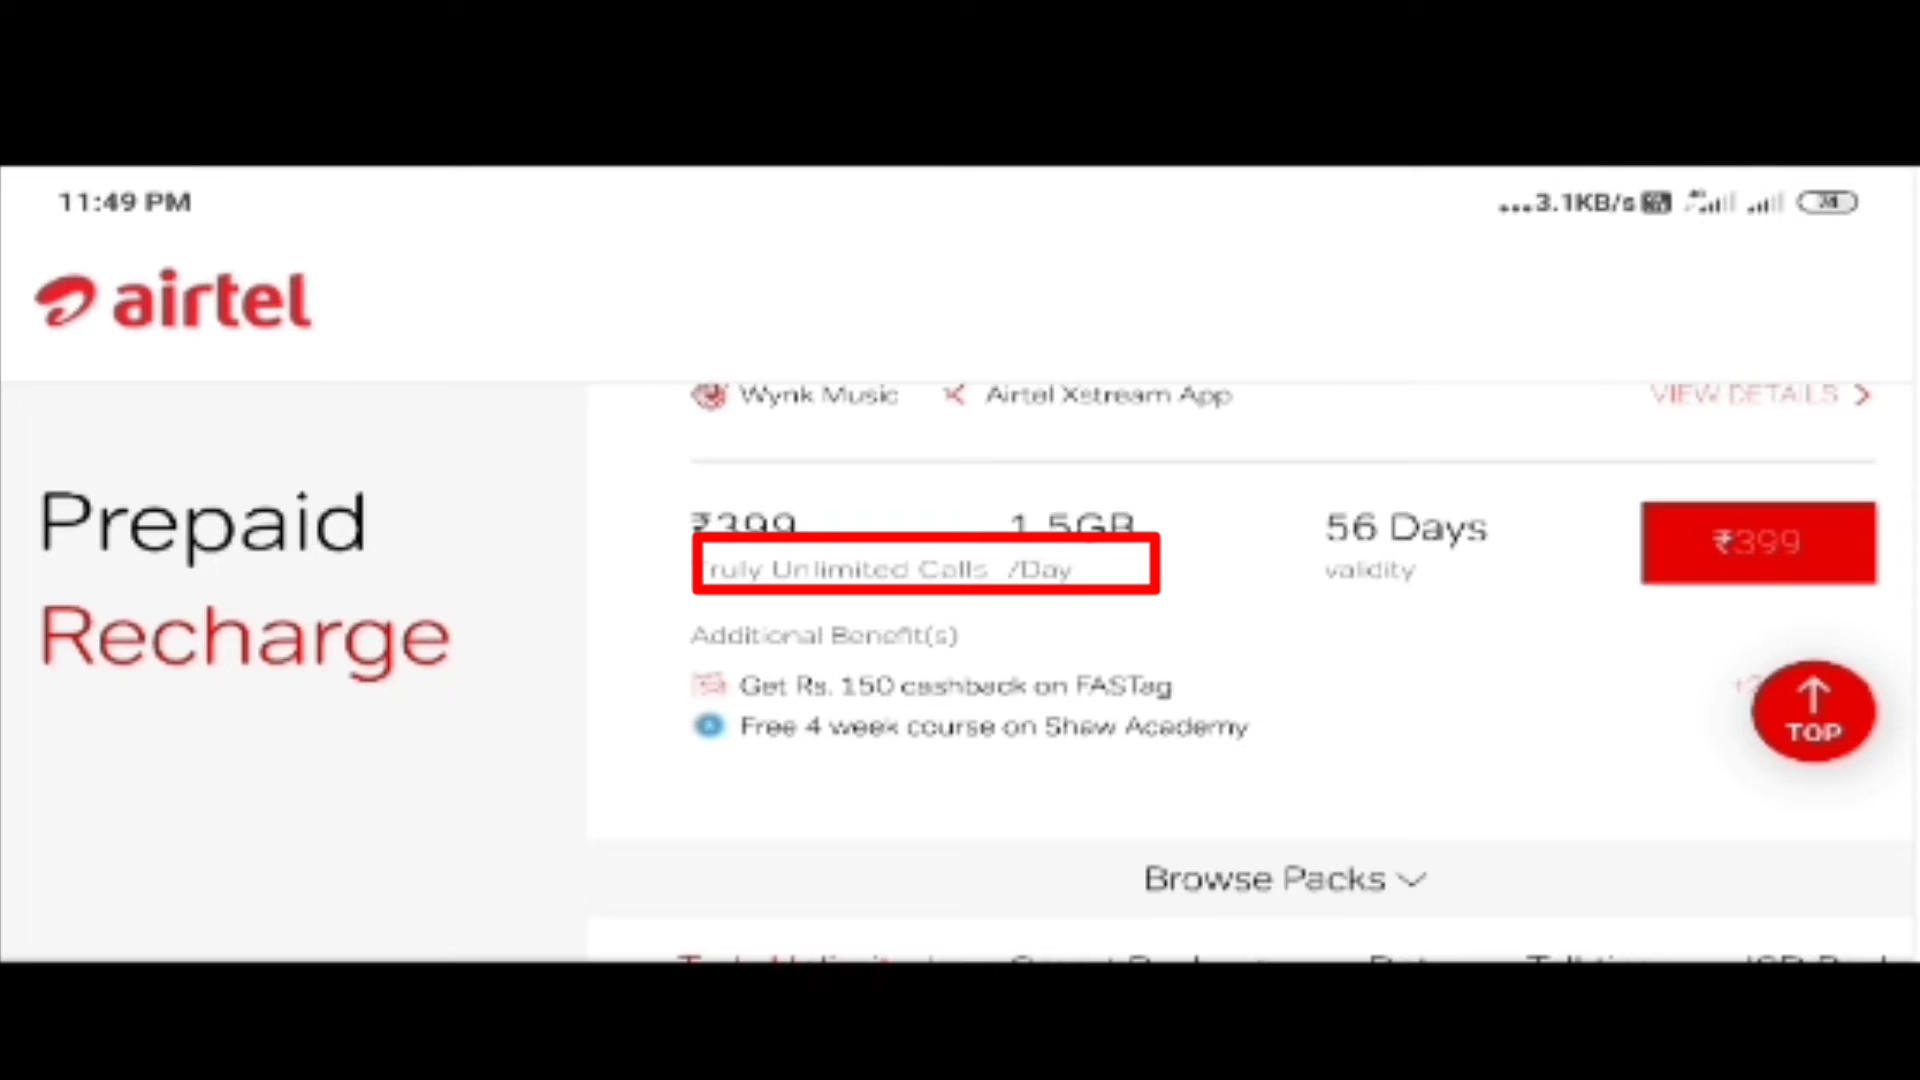 11:49 PM
...3.1KB/s
airtel
Wynk Music Airtel Xstream App VIEW DETAILS
Prepaid
Recharge
₹399 1.5GB 56 Days ₹399
Truly Unlimited Calls /Day validity
Additional Benefit(s)
Get Rs. 150 cashback on FASTag
Free 4 week course on Shaw Academy
TOP
Browse Packs